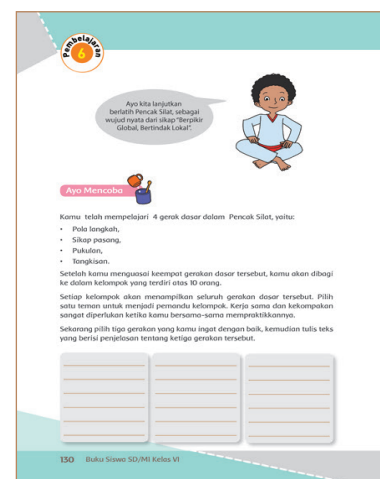 Pembelajaran
6
Ayo kita lanjutkan
berlatih Pencak Silat, sebagai
wujud nyata dari sikap "Berpikir
Global, Bertindak Lokal".
Ayo Mencoba
Kamu telah mempelajari 4 gerak dasar dalam Pencak Silat, yaitu:
• Pola langkah,
• Sikap pasang,
• Pukulan,
• Tangkisan.
Setelah kamu menguasai keempat gerakan dasar tersebut, kamu akan dibagi
ke dalam kelompok yang terdiri atas 10 orang.
Setiap kelompok akan menampilkan seluruh gerakan dasar tersebut. Pilih
satu teman untuk menjadi pemandu kelompok. Kerja sama dan kekompakan
sangat diperlukan ketika kamu bersama-sama mempraktikkannya.
Sekarang pilih tiga gerakan yang kamu ingat dengan baik, kemudian tulis teks
yang berisi penjelasan tentang ketiga gerakan tersebut.
130 Buku Siswa SD/MI Kelas VI